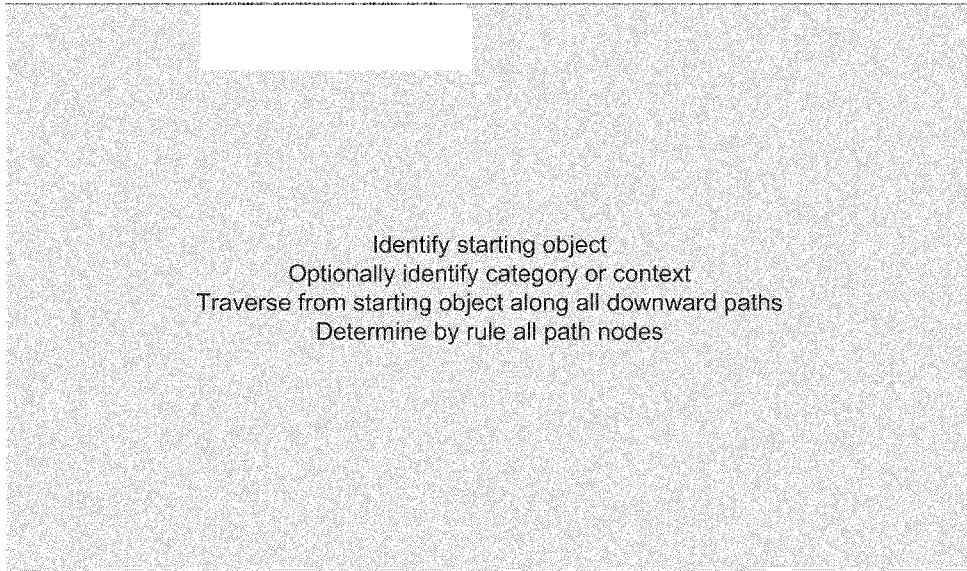 Identify starting object
Optionally identify category or context
Traverse from starting object along all downward paths
Determine by rule all path nodes